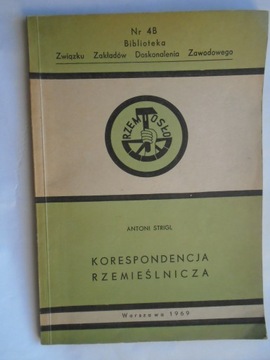 Nr 48
Biblioteka
Związku Zakładów Doskonalenia Zawodowego
RZEMIOSŁO
ANTONI STRIGL
KORESPONDENCJA
RZEMIEŚLNICZA
Warszawa 1969